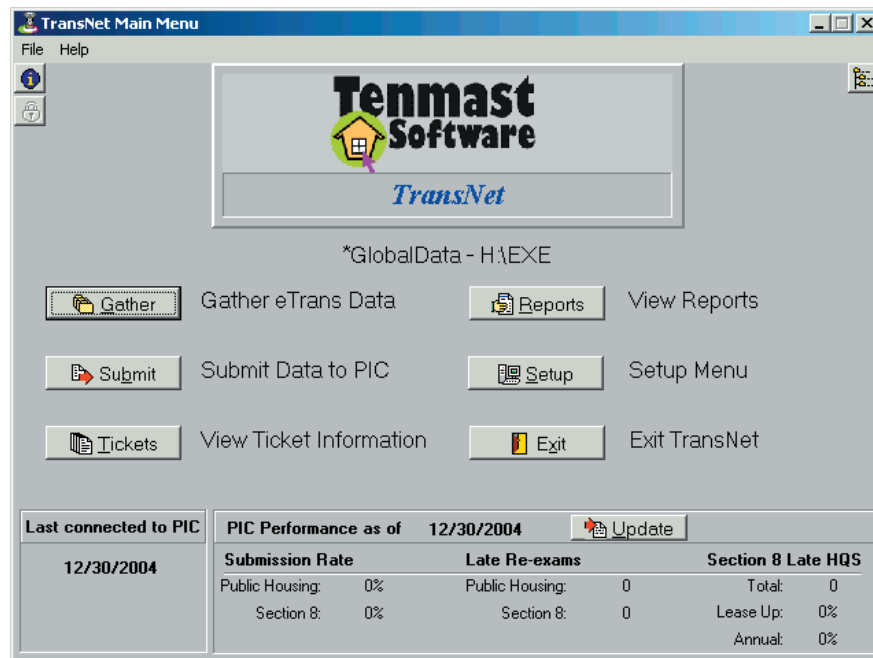 TransNet Main Menu
File Help
Tenmast
Software
TransNet
*GlobalData - H:\EXE
Gather Gather eTrans Data Reports View Reports
Submit Submit Data to PIC Setup Setup Menu
Tickets View Ticket Information Exit Exit TransNet
Last connected to PIC PIC Performance as of 12/30/2004 Update
12/30/2004 Submission Rate Late Re-exams Section 8 Late HQS
Public Housing: 0% Public Housing: 0 Total: 0
Section 8: 0% Section 8: 0 Lease Up: 0%
Annual: 0%